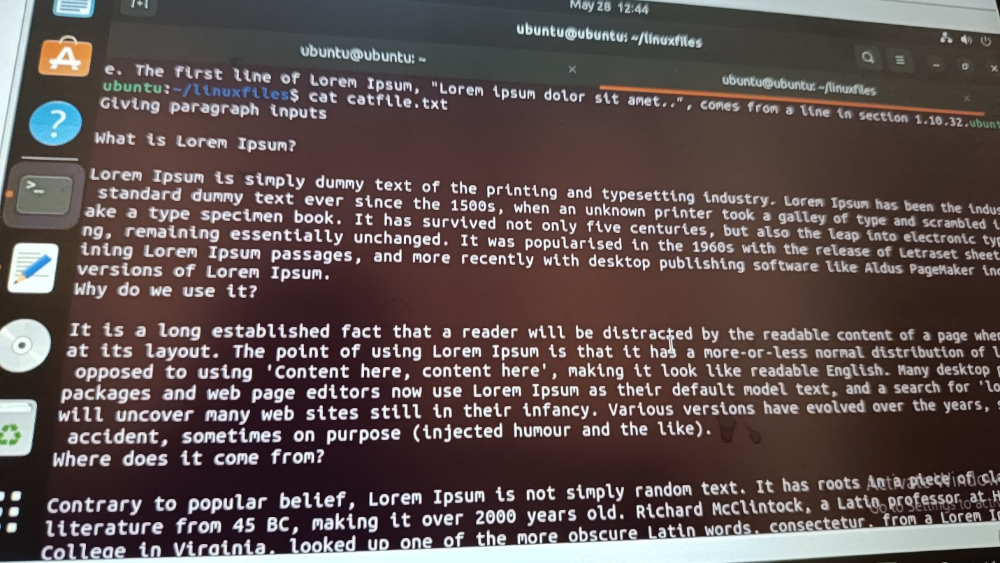 May 28 12:44
ubuntu@ubuntu: ~/linuxfiles
ubuntu@ubuntu: ~
ubuntu@ubuntu: ~/linuxfiles
e. The first line of Lorem Ipsum, "Lorem ipsum dolor sit amet..", comes from a line in section 1.10.32.ubunt
ubuntu:~/linuxfiles$ cat catfile.txt
Giving paragraph inputs
What is Lorem Ipsum?
Lorem Ipsum is simply dummy text of the printing and typesetting industry. Lorem Ipsum has been the indus
standard dummy text ever since the 1500s, when an unknown printer took a galley of type and scrambled i
ake a type specimen book. It has survived not only five centuries, but also the leap into electronic typ
ng, remaining essentially unchanged. It was popularised in the 1960s with the release of Letraset sheet
ining Lorem Ipsum passages, and more recently with desktop publishing software like Aldus PageMaker inc
versions of Lorem Ipsum.
Why do we use it?
It is a long established fact that a reader will be distracted by the readable content of a page when
at its layout. The point of using Lorem Ipsum is that it has a more-or-less normal distribution of l
opposed to using 'Content here, content here', making it look like readable English. Many desktop p
packages and web page editors now use Lorem Ipsum as their default model text, and a search for 'lo
will uncover many web sites still in their infancy. Various versions have evolved over the years, s
accident, sometimes on purpose (injected humour and the like).
Where does it come from?
Contrary to popular belief, Lorem Ipsum is not simply random text. It has roots in a piece of cla
literature from 45 BC, making it over 2000 years old. Richard McClintock, a Latin professor at H
College in Virginia, looked up one of the more obscure Latin words, consectetur, from a Lorem I